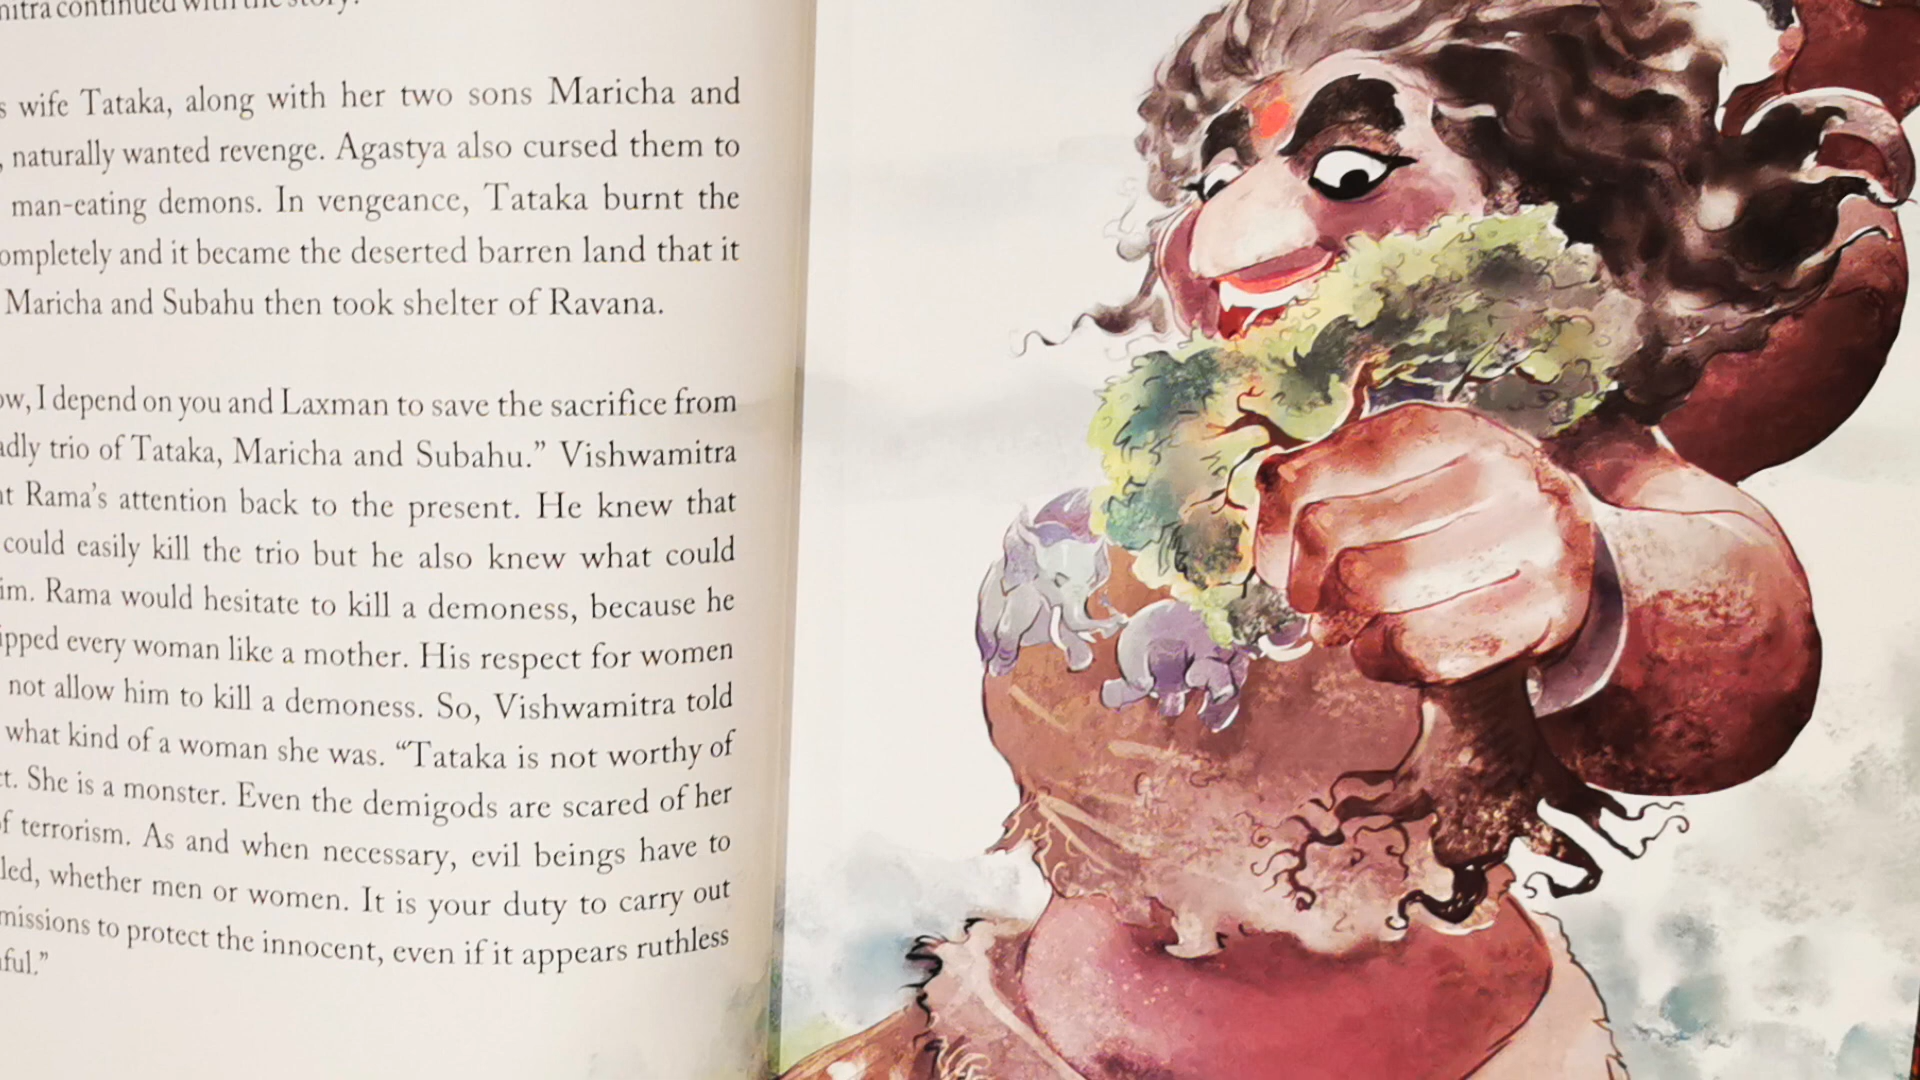 continued with the story.
wife Tataka, along with her two sons Maricha and
naturally wanted revenge. Agastya also cursed them to
man-eating demons. In vengeance, Tataka burnt the
and it became the deserted barren land that it
Maricha and Subahu then took shelter of Ravana.
I depend on you and Laxman to save the sacrifice from
trio of Tataka, Maricha and Subahu.” Vishwamitra
Rama’s attention back to the present. He knew that
could easily kill the trio but he also knew what could
Rama would hesitate to kill a demoness, because he
every woman like a mother. His respect for women
not allow him to kill a demoness. So, Vishwamitra told
what kind of a woman she was. “Tataka is not worthy of
She is a monster. Even the demigods are scared of her
terrorism. As and when necessary, evil beings have to
whether men or women. It is your duty to carry out
missions to protect the innocent, even if it appears ruthless